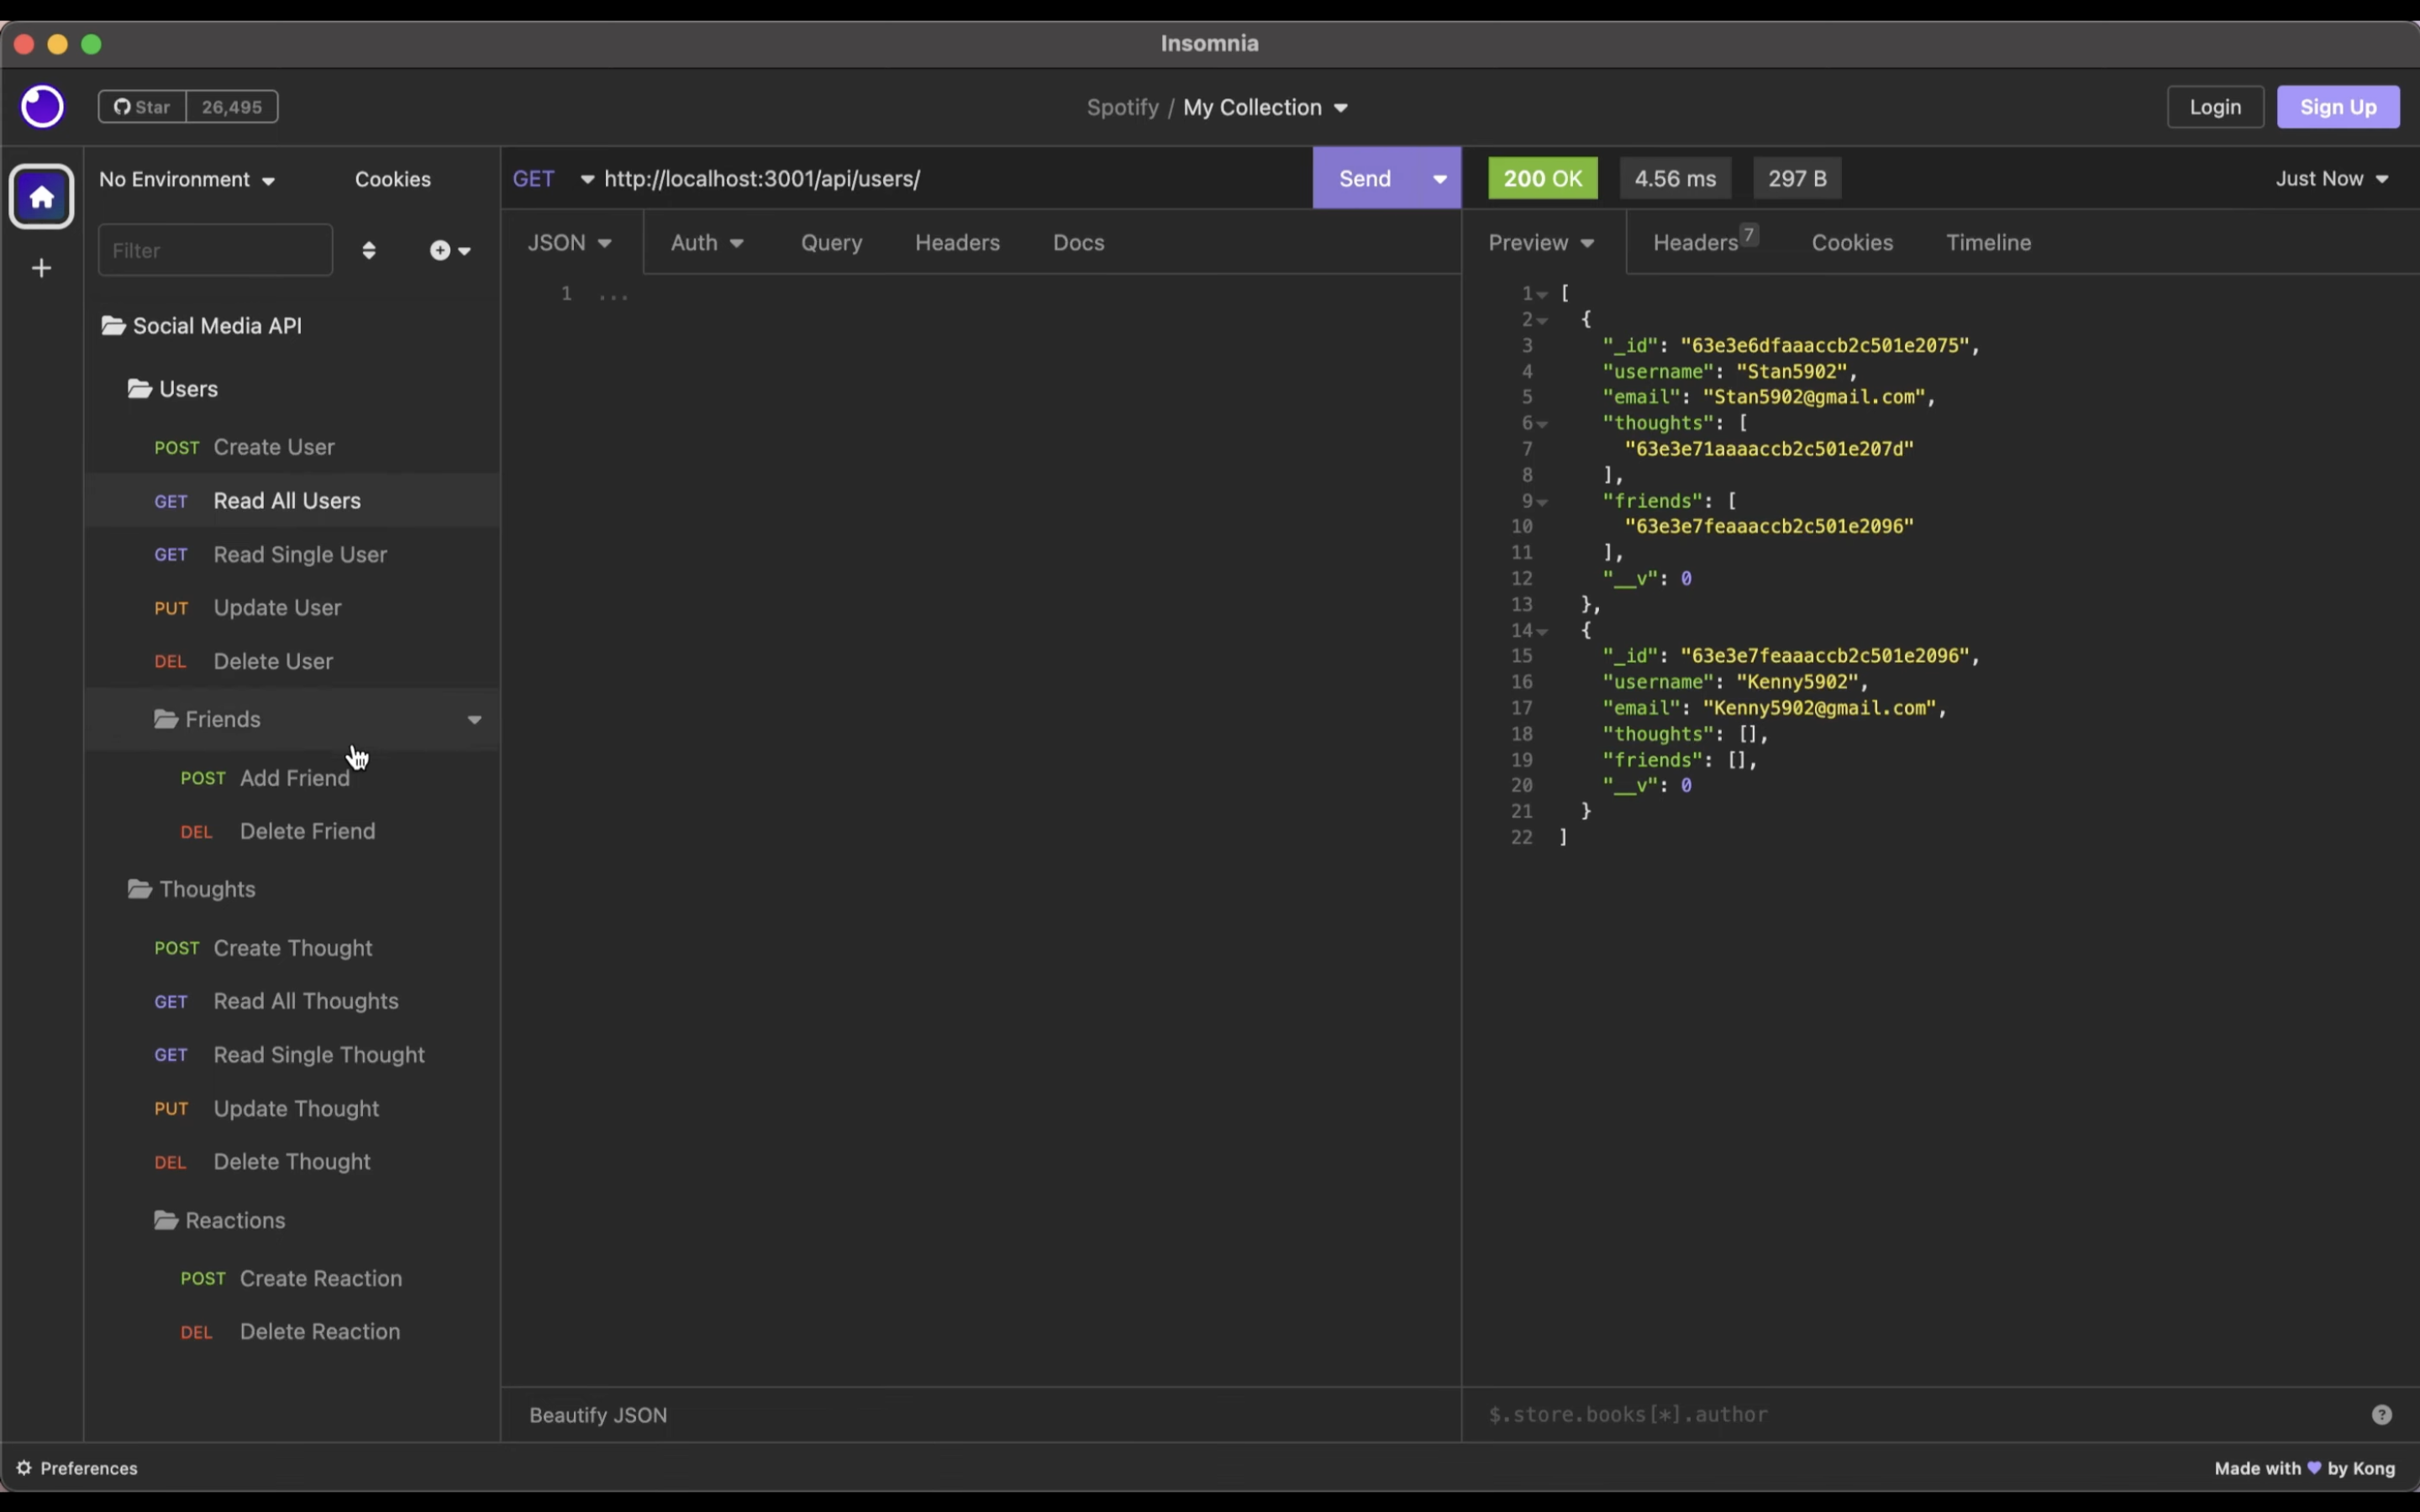 Insomnia
Star 26,495
Spotify / My Collection
Login Sign Up
No Environment Cookies
GET http://localhost:3001/api/users/ Send
200 OK 4.56 ms 297 B Just Now
Filter
JSON Auth Query Headers Docs
Preview Headers 7 Cookies Timeline
Social Media API
Users
POST Create User
GET Read All Users
GET Read Single User
PUT Update User
DEL Delete User
Friends
POST Add Friend
DEL Delete Friend
Thoughts
POST Create Thought
GET Read All Thoughts
GET Read Single Thought
PUT Update Thought
DEL Delete Thought
Reactions
POST Create Reaction
DEL Delete Reaction
1 ...
1 [
2 {
3 "_id": "63e3e6dfaaaccb2c501e2075",
4 "username": "Stan5902",
5 "email": "Stan5902@gmail.com",
6 "thoughts": [
7 "63e3e71aaaaccb2c501e207d"
8 ],
9 "friends": [
10 "63e3e7feaaaccb2c501e2096"
11 ],
12 "__v": 0
13 },
14 {
15 "_id": "63e3e7feaaaccb2c501e2096",
16 "username": "Kenny5902",
17 "email": "Kenny5902@gmail.com",
18 "thoughts": [],
19 "friends": [],
20 "__v": 0
21 }
22 ]
Beautify JSON
$.store.books[*].author
Preferences
Made with ♥ by Kong